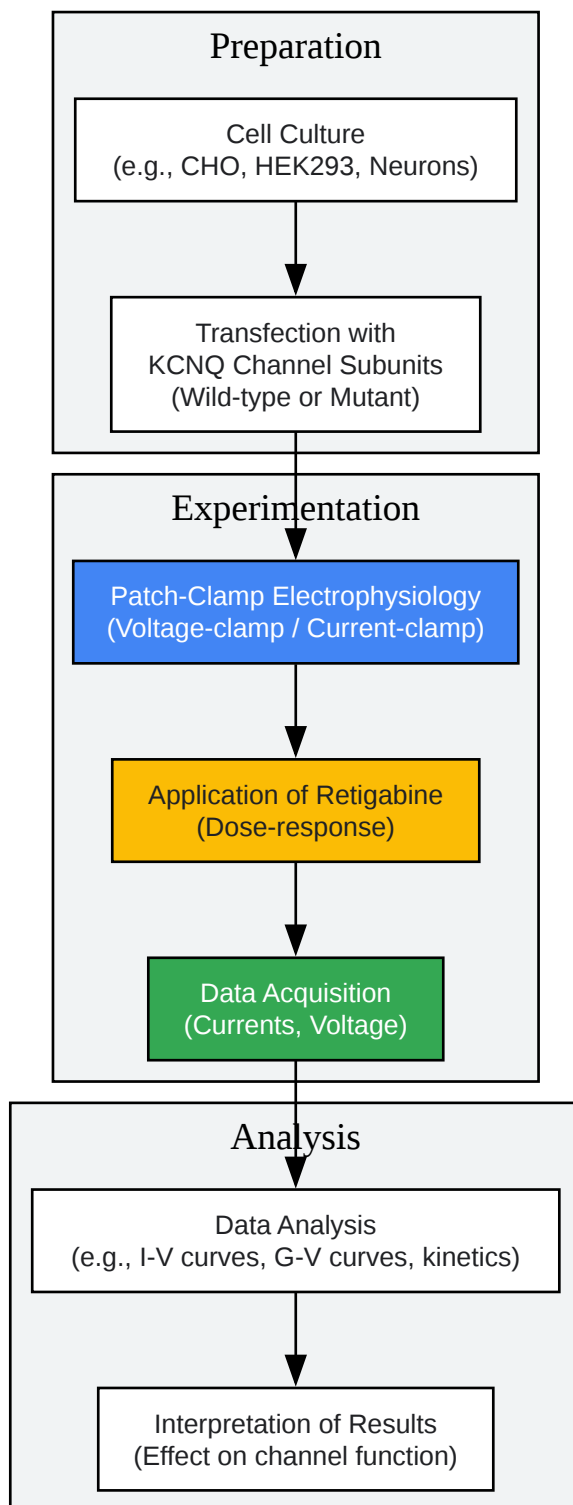 Preparation
Cell Culture
(e.g., CHO, HEK293, Neurons)
Transfection with
KCNQ Channel Subunits
(Wild-type or Mutant)
Experimentation
Patch-Clamp Electrophysiology
(Voltage-clamp / Current-clamp)
Application of Retigabine
(Dose-response)
Data Acquisition
(Currents, Voltage)
Analysis
Data Analysis
(e.g., I-V curves, G-V curves, kinetics)
Interpretation of Results
(Effect on channel function)